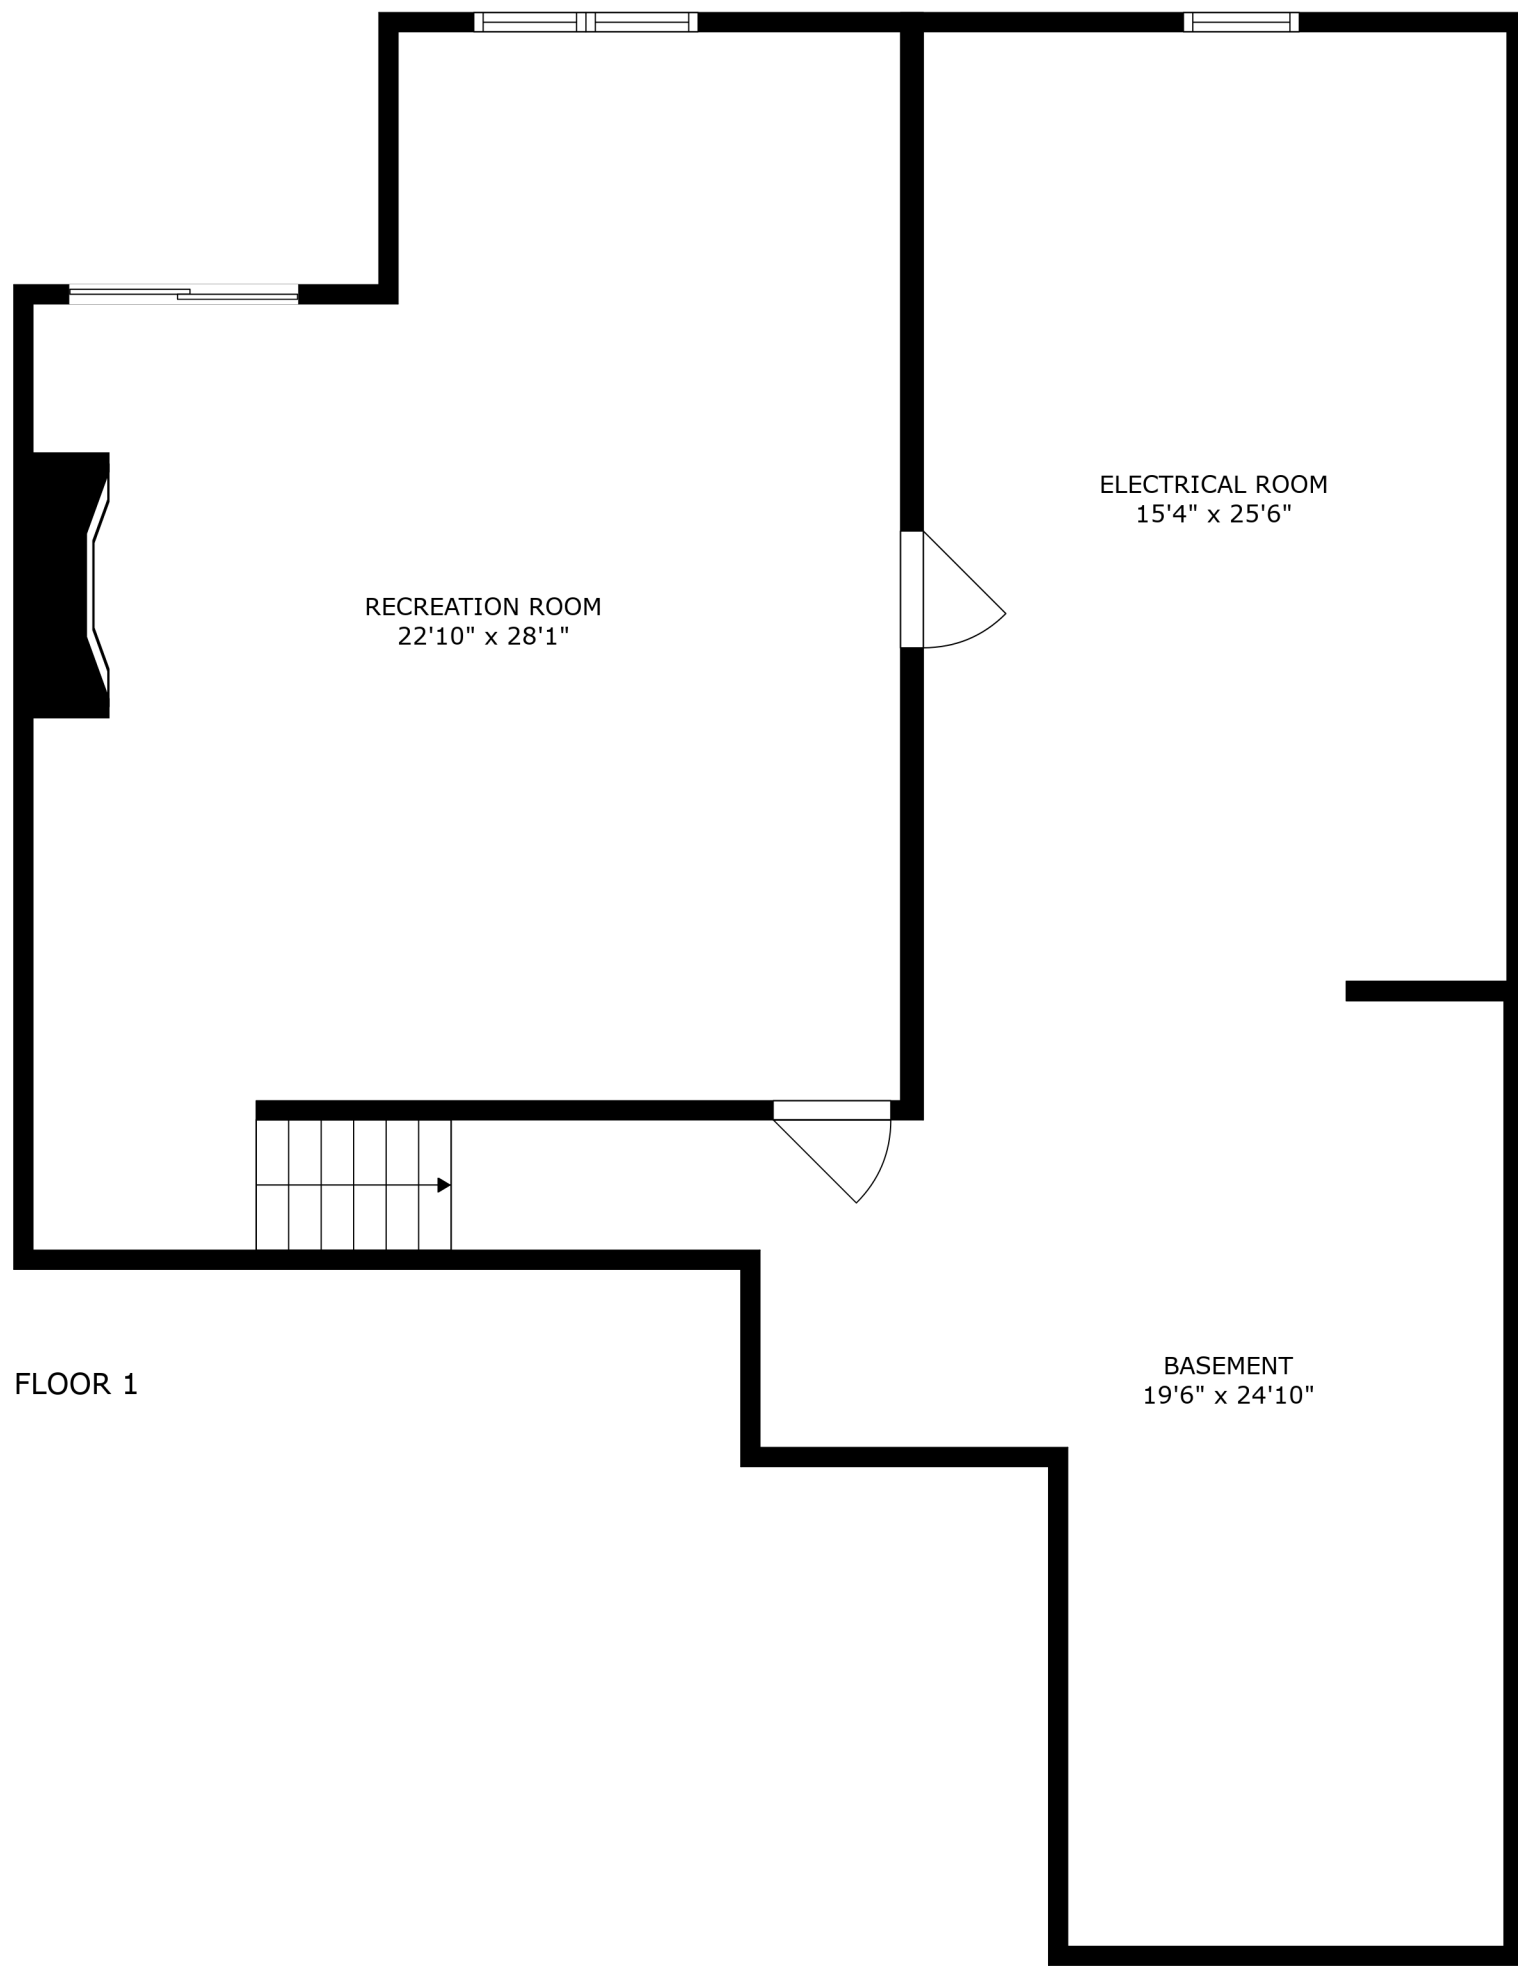 ELECTRICAL ROOM
15'4" x 25'6"
RECREATION ROOM
22'10" x 28'1"
BASEMENT
19'6" x 24'10"
FLOOR 1